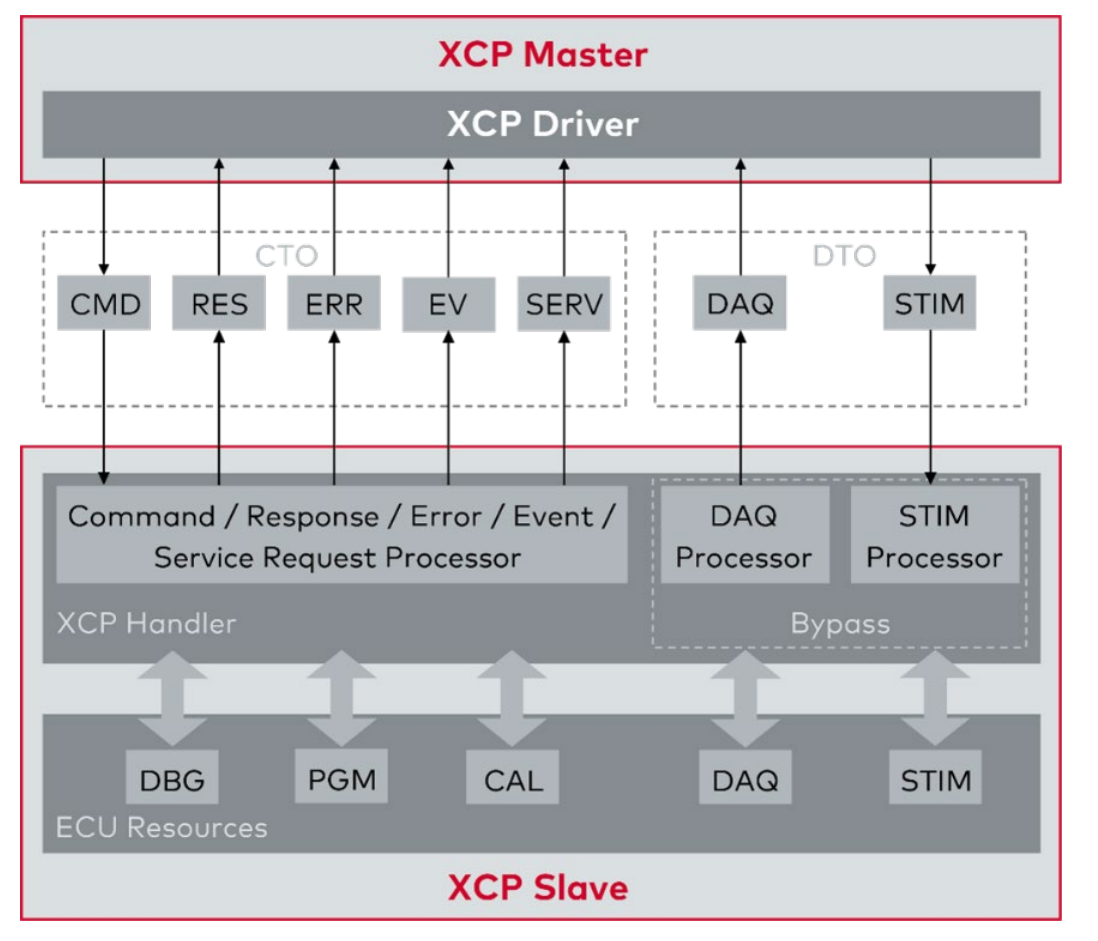 XCP Master
XCP Driver
CTO
DTO
CMD
RES
ERR
EV
SERV
DAQ
STIM
Command / Response / Error / Event /
Service Request Processor
DAQ
Processor
STIM
Processor
XCP Handler
Bypass
DBG
PGM
CAL
DAQ
STIM
ECU Resources
XCP Slave